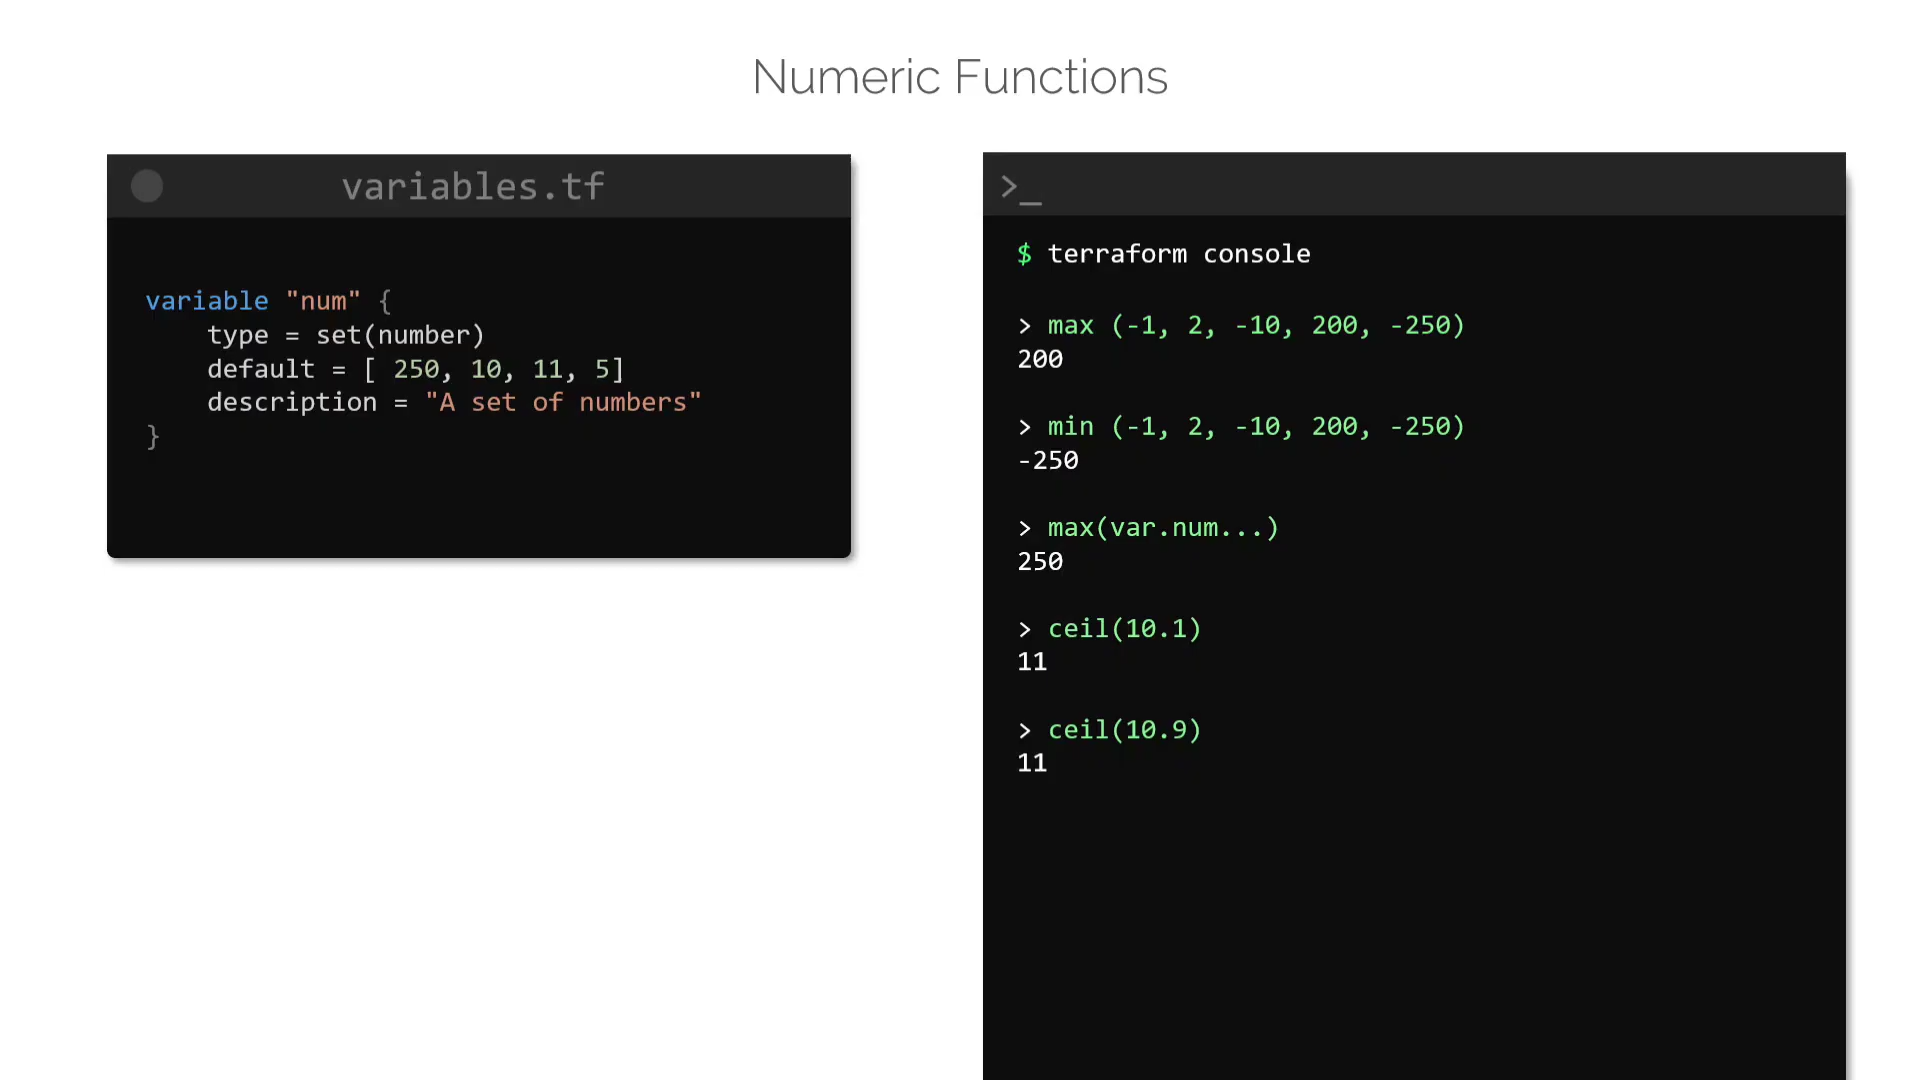 Numeric Functions
variables.tf
variable "num" {
    type = set(number)
    default = [ 250, 10, 11, 5]
    description = "A set of numbers"
}
>_
$ terraform console
> max (-1, 2, -10, 200, -250)
200
> min (-1, 2, -10, 200, -250)
-250
> max(var.num...)
250
> ceil(10.1)
11
> ceil(10.9)
11